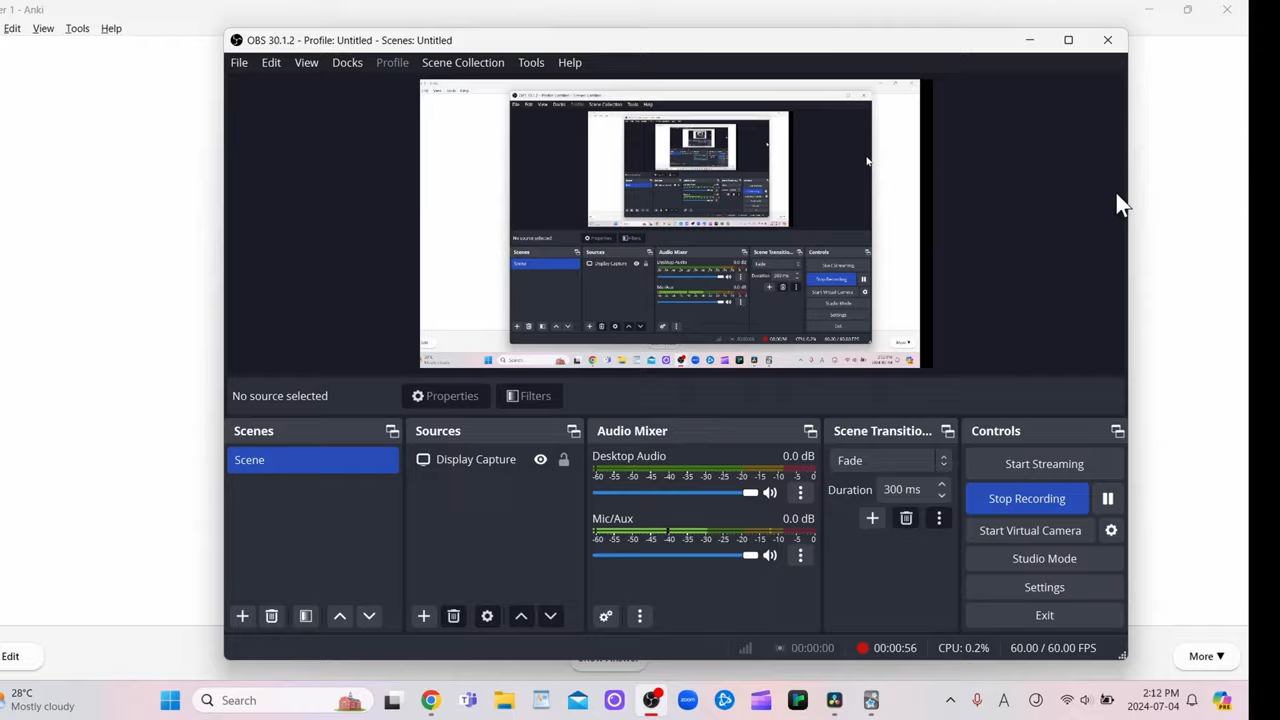 er 1 - Anki
Edit View Tools Help
OBS 30.1.2 - Profile: Untitled - Scenes: Untitled
File Edit View Docks Profile Scene Collection Tools Help
No source selected
Properties
Filters
Scenes
Sources
Audio Mixer
Scene Transitio...
Controls
Scene
Display Capture
Desktop Audio 0.0 dB
-60 -55 -50 -45 -40 -35 -30 -25 -20 -15 -10 -5 0
Mic/Aux 0.0 dB
-60 -55 -50 -45 -40 -35 -30 -25 -20 -15 -10 -5 0
Fade
Duration 300 ms
Start Streaming
Stop Recording
Start Virtual Camera
Studio Mode
Settings
Exit
00:00:00
00:00:56
CPU: 0.2%
60.00 / 60.00 FPS
Edit
Show Answer
More ▼
28°C
Mostly cloudy
Search
zoom
A
2:12 PM
2024-07-04
PRE